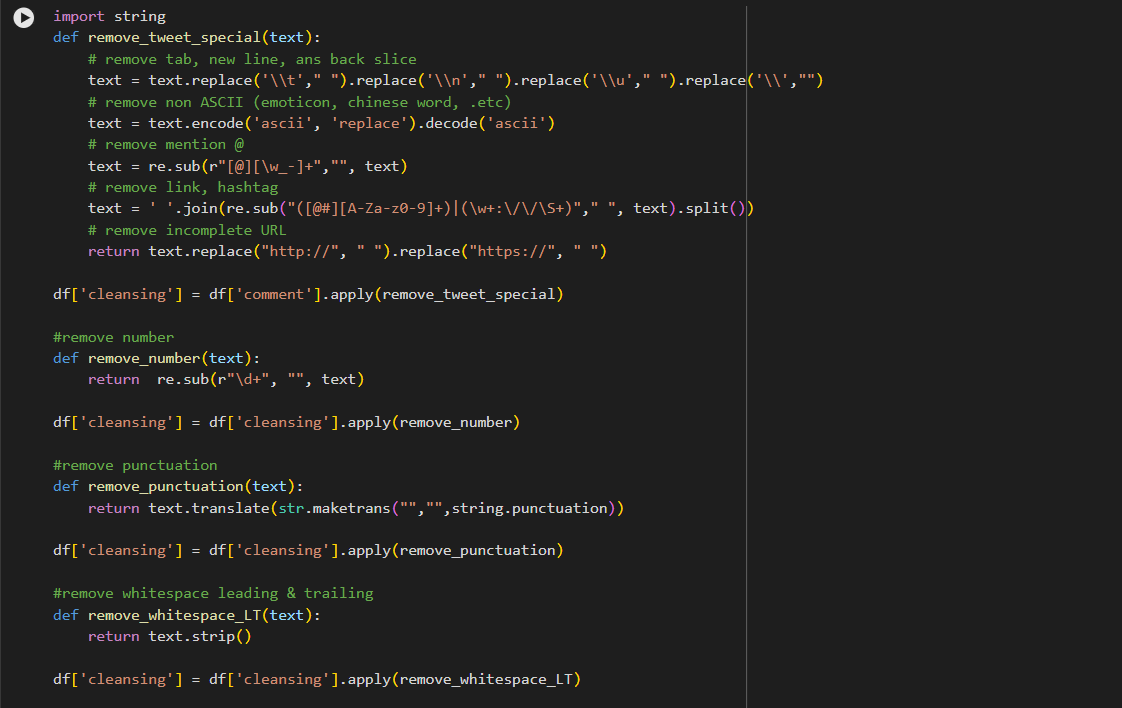 import string
def remove_tweet_special(text):
    # remove tab, new line, ans back slice
    text = text.replace('\\t'," ").replace('\\n'," ").replace('\\u'," ").replace('\\',"")
    # remove non ASCII (emoticon, chinese word, .etc)
    text = text.encode('ascii', 'replace').decode('ascii')
    # remove mention @
    text = re.sub(r"[@][\w_-]+","", text)
    # remove link, hashtag
    text = ' '.join(re.sub("([@#][A-Za-z0-9]+)|(\w+:\/\/\S+)"," ", text).split())
    # remove incomplete URL
    return text.replace("http://", " ").replace("https://", " ")

df['cleansing'] = df['comment'].apply(remove_tweet_special)

#remove number
def remove_number(text):
    return  re.sub(r"\d+", "", text)

df['cleansing'] = df['cleansing'].apply(remove_number)

#remove punctuation
def remove_punctuation(text):
    return text.translate(str.maketrans("","",string.punctuation))

df['cleansing'] = df['cleansing'].apply(remove_punctuation)

#remove whitespace leading & trailing
def remove_whitespace_LT(text):
    return text.strip()

df['cleansing'] = df['cleansing'].apply(remove_whitespace_LT)